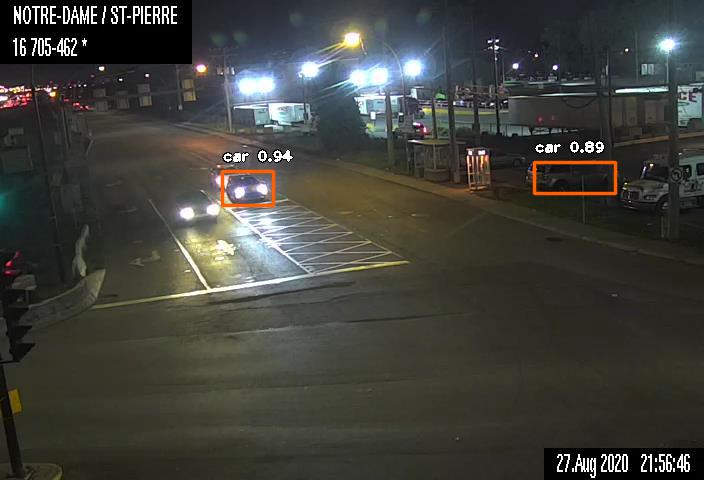 NOTRE-DAME / ST-PIERRE
16 705-462 *
car 0.94
car 0.89
27.Aug 2020 21:56:46